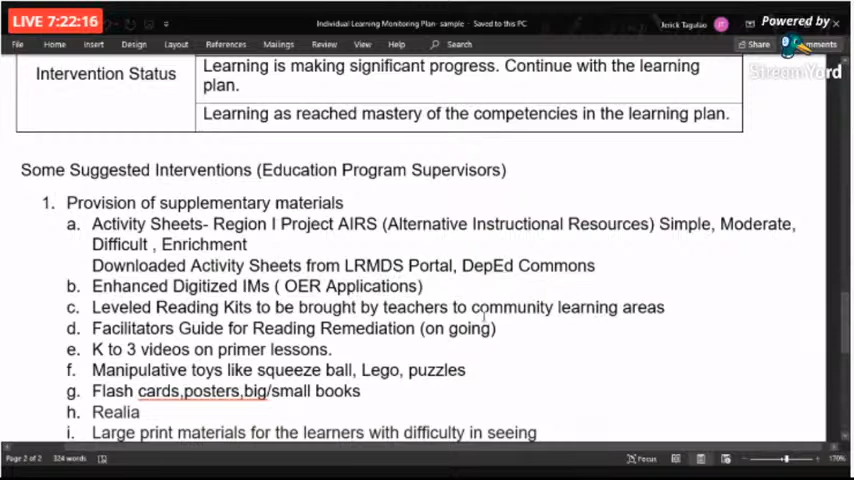 LIVE 7:22:16
Individual Learning Monitoring Plan- sample - Saved to this PC
Jerick Tagulao
JT
Powered by
File Home Insert Draw Design Layout References Mailings Review View Help Search
Share
Comments
StreamYard
Intervention Status
Learning is making significant progress. Continue with the learning
plan.
Learning as reached mastery of the competencies in the learning plan.
Some Suggested Interventions (Education Program Supervisors)
1. Provision of supplementary materials
a. Activity Sheets- Region I Project AIRS (Alternative Instructional Resources) Simple, Moderate,
Difficult , Enrichment
Downloaded Activity Sheets from LRMDS Portal, DepEd Commons
b. Enhanced Digitized IMs ( OER Applications)
c. Leveled Reading Kits to be brought by teachers to community learning areas
d. Facilitators Guide for Reading Remediation (on going)
e. K to 3 videos on primer lessons.
f. Manipulative toys like squeeze ball, Lego, puzzles
g. Flash cards,posters,big/small books
h. Realia
i. Large print materials for the learners with difficulty in seeing
Page 2 of 2 324 words
Focus
170%